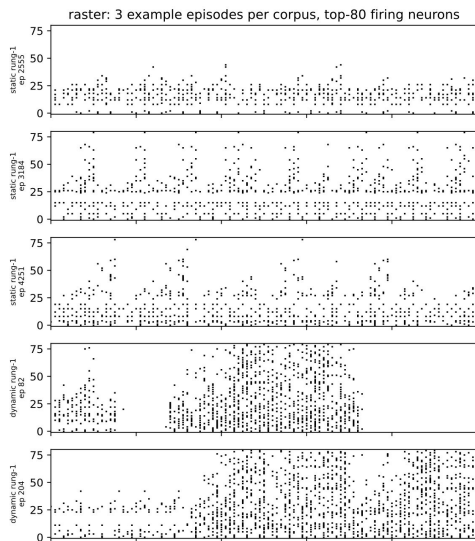 raster: 3 example episodes per corpus, top-80 firing neurons
static rung-1
ep 2555
75
50
25
0
static rung-1
ep 3184
75
50
25
0
static rung-1
ep 4251
75
50
25
0
dynamic rung-1
ep 82
75
50
25
0
dynamic rung-1
ep 204
75
50
25
0